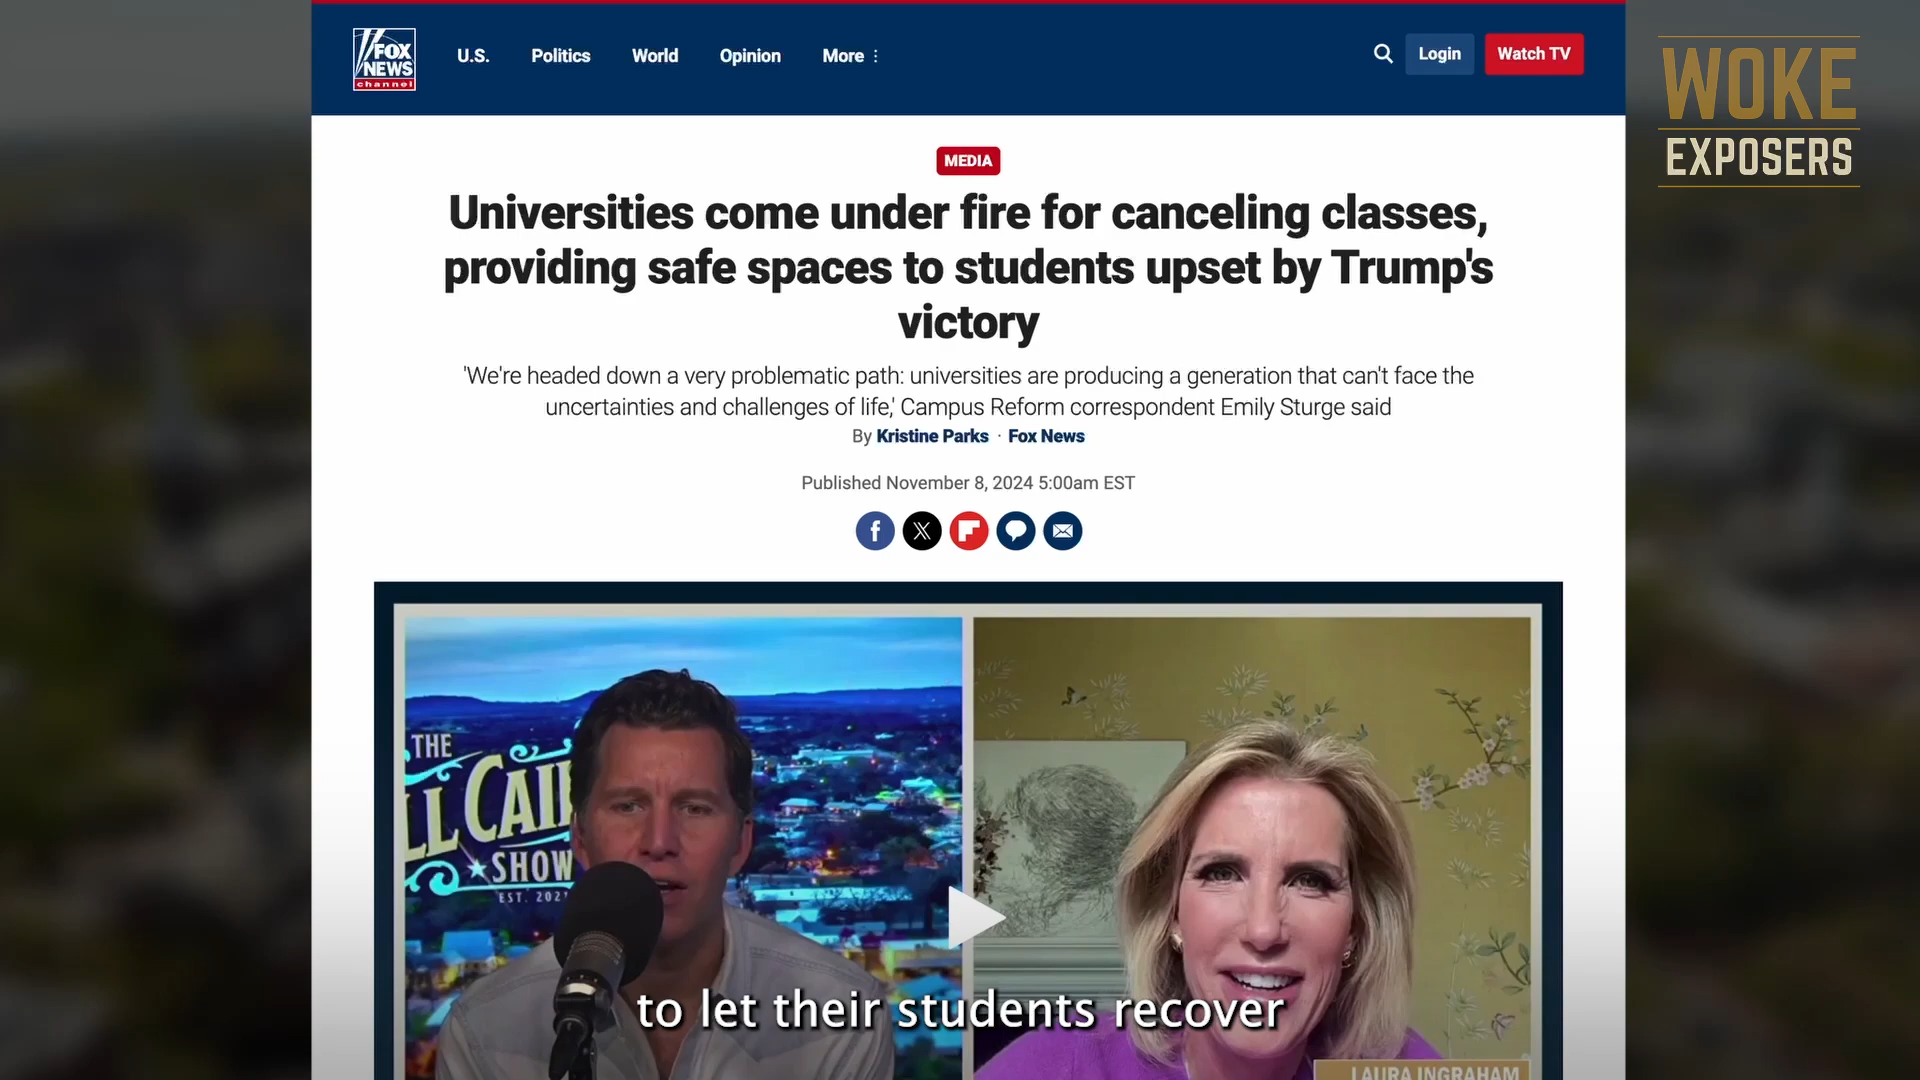 FOX
NEWS
channel
U.S.
Politics
World
Opinion
More
Login
Watch TV
WOKE
EXPOSERS
MEDIA
Universities come under fire for canceling classes,
providing safe spaces to students upset by Trump's
victory
'We're headed down a very problematic path: universities are producing a generation that can't face the
uncertainties and challenges of life,' Campus Reform correspondent Emily Sturge said
By Kristine Parks · Fox News
Published November 8, 2024 5:00am EST
THE
LL CAIN
SHOW
EST. 202
to let their students recover
LAURA INGRAHAM